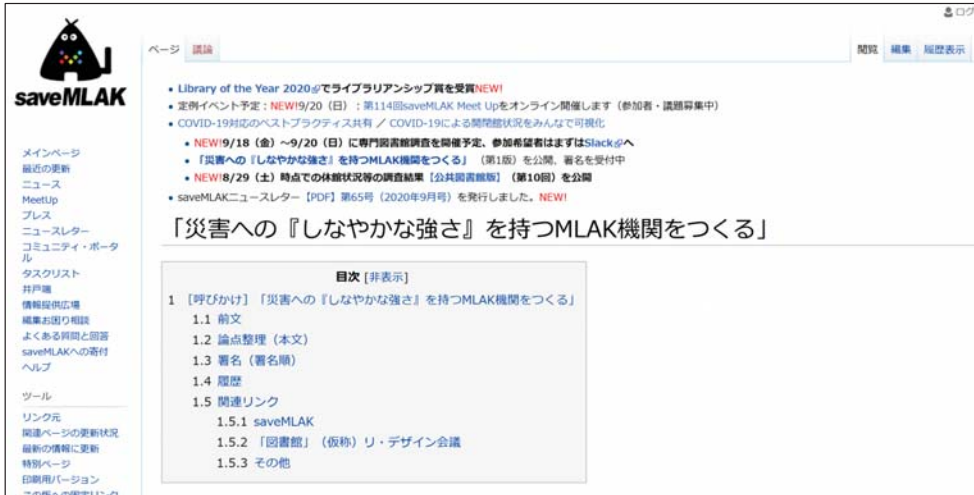 ログ
saveMLAK
ページ 議論
閲覧 編集 履歴表示
• Library of the Year 2020でライブラリアンシップ賞を受賞NEW!
• 定例イベント予定：NEW!9/20（日）：第114回saveMLAK Meet Upをオンライン開催します（参加者・議題募集中）
• COVID-19対応のベストプラクティス共有 ／ COVID-19による開閉館状況をみんなで可視化
• NEW!9/18（金）～9/20（日）に専門図書館調査を開催予定、参加希望者はまずはSlackへ
• 「災害への『しなやかな強さ』を持つMLAK機関をつくる」（第1版）を公開、署名を受付中
• NEW!8/29（土）時点での休館状況等の調査結果【公共図書館版】（第10回）を公開
• saveMLAKニュースレター【PDF】第65号（2020年9月号）を発行しました。NEW!
メインページ
最近の更新
ニュース
MeetUp
プレス
ニュースレター
コミュニティ・ポータ
ル
タスクリスト
井戸端
情報提供広場
編集お困り相談
よくある質問と回答
saveMLAKへの寄付
ヘルプ
ツール
リンク元
関連ページの更新状況
最新の情報に更新
特別ページ
印刷用バージョン
この版への固定リンク
「災害への『しなやかな強さ』を持つMLAK機関をつくる」
目次 [非表示]
1 ［呼びかけ］「災害への『しなやかな強さ』を持つMLAK機関をつくる」
1.1 前文
1.2 論点整理（本文）
1.3 署名（署名順）
1.4 履歴
1.5 関連リンク
1.5.1 saveMLAK
1.5.2 「図書館」（仮称）リ・デザイン会議
1.5.3 その他